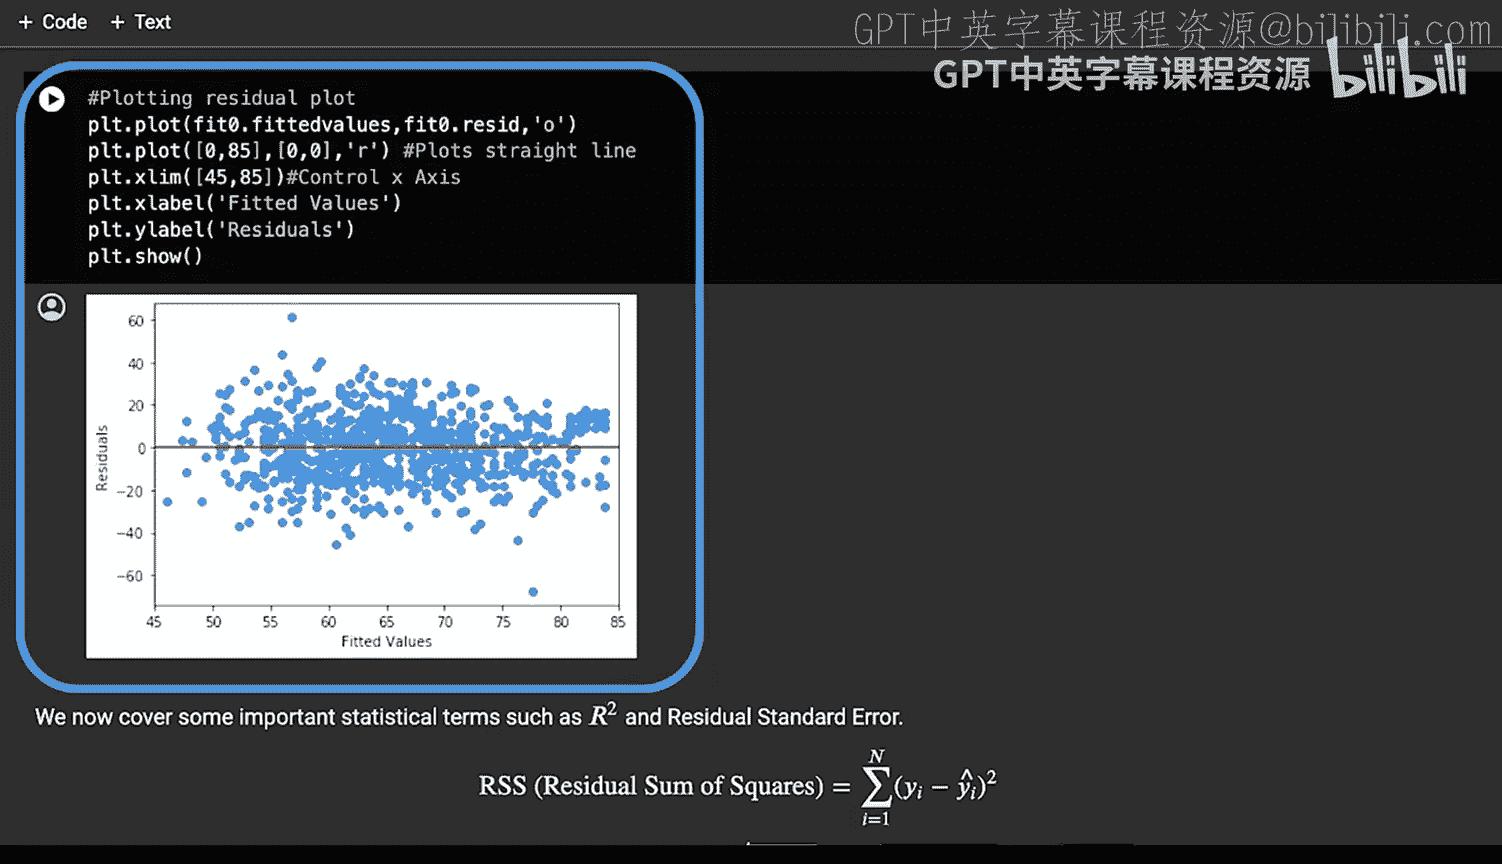 + Code + Text
GPT中英字幕课程资源@bilibili.com
GPT中英字幕课程资源 bilibili
#Plotting residual plot
plt.plot(fit0.fittedvalues,fit0.resid,'o')
plt.plot([0,85],[0,0],'r') #Plots straight line
plt.xlim([45,85])#Control x Axis
plt.xlabel('Fitted Values')
plt.ylabel('Residuals')
plt.show()
60
40
20
0
−20
−40
−60
Residuals
45 50 55 60 65 70 75 80 85
Fitted Values
We now cover some important statistical terms such as R² and Residual Standard Error.
RSS (Residual Sum of Squares) = ∑_{i=1}^{N} (y_i − ŷ_i)²